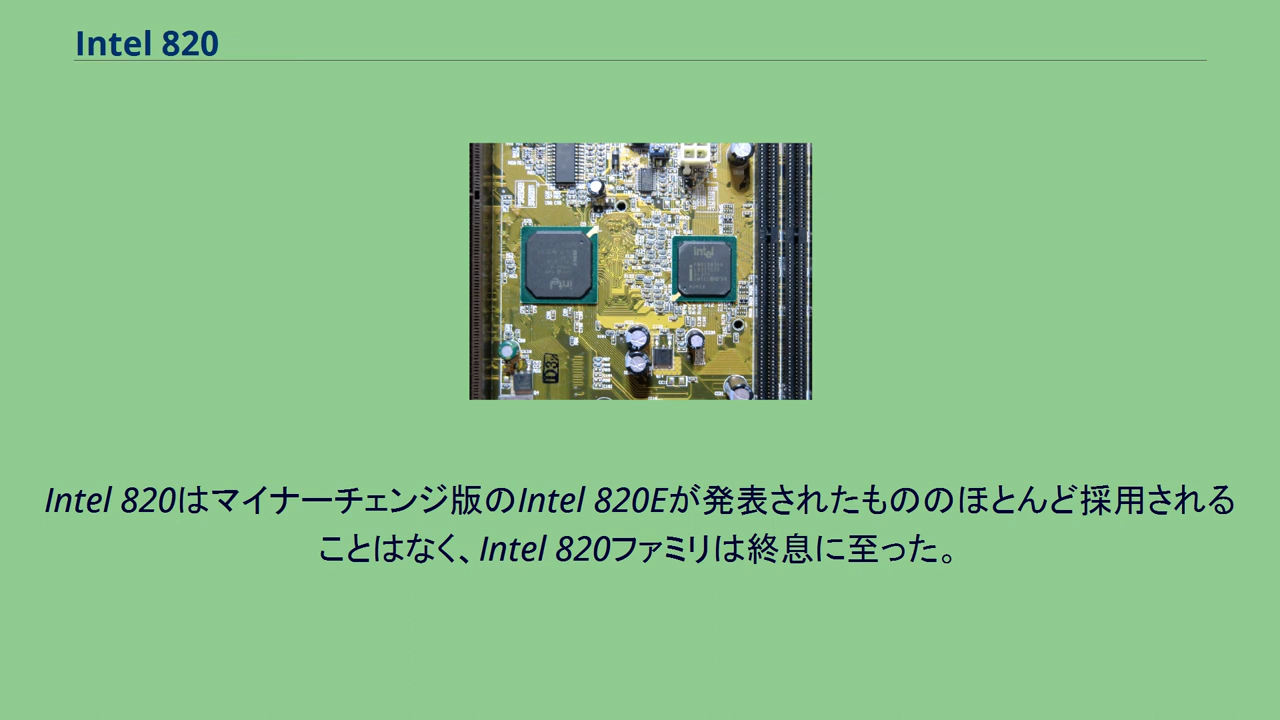 Intel 820
Intel 820はマイナーチェンジ版のIntel 820Eが発表されたもののほとんど採用される
ことはなく、Intel 820ファミリは終息に至った。
intel
intel
D3